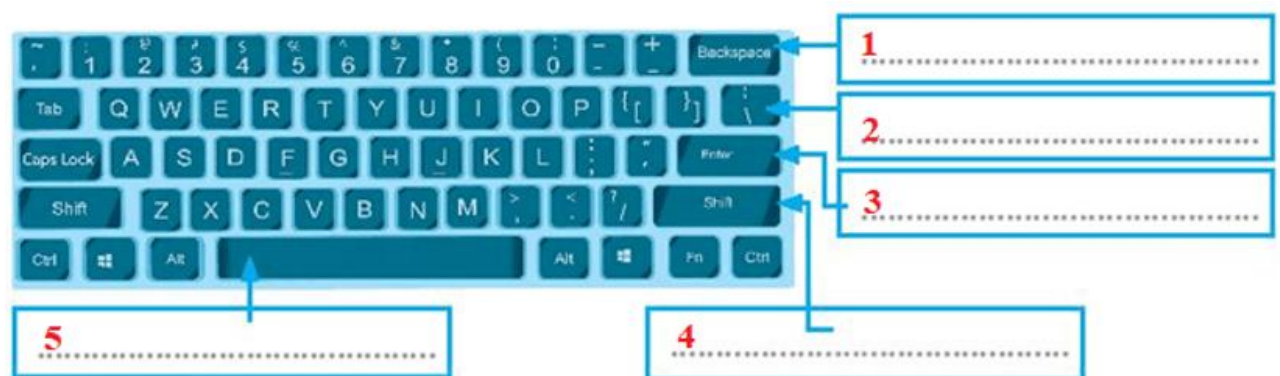 ~ : @ 3 $ % ^ & * ( ; - +
, 1 2 3 4 5 6 7 8 9 0 - _ Backspace
1
Tab Q W E R T Y U I O P { [ } ] : \
2
Caps Lock A S D F G H J K L : ; " , Enter
3
Shift Z X C V B N M > , < . ? / Shift
Ctrl Alt Alt Fn Ctrl
5 4